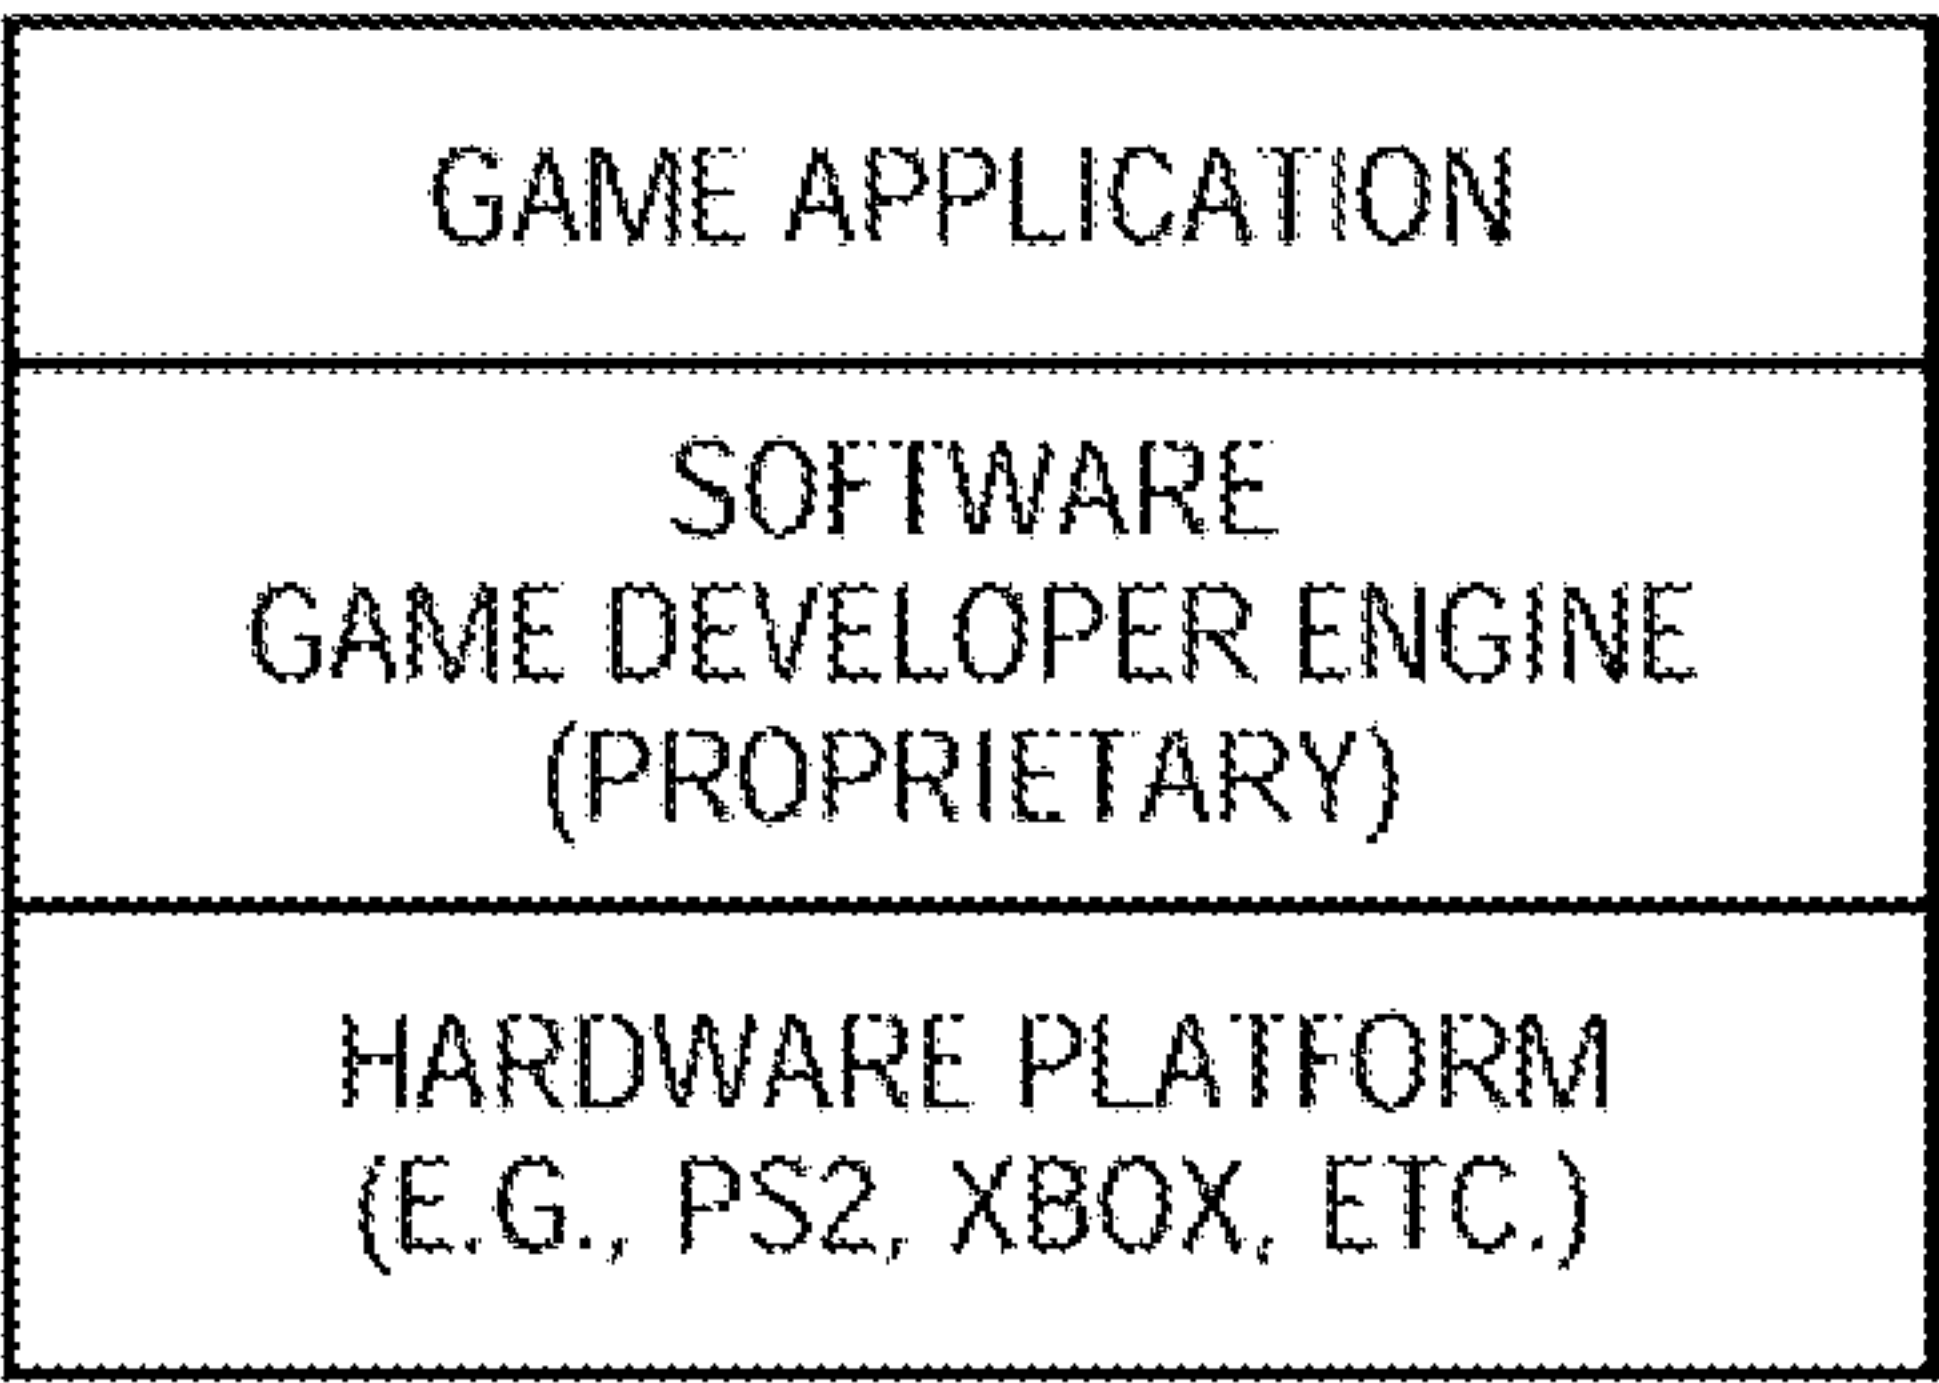 GAME APPLICATION
SOFTWARE
GAME DEVELOPER ENGINE
(PROPRIETARY)
HARDWARE PLATFORM
(E.G., PS2, XBOX, ETC.)